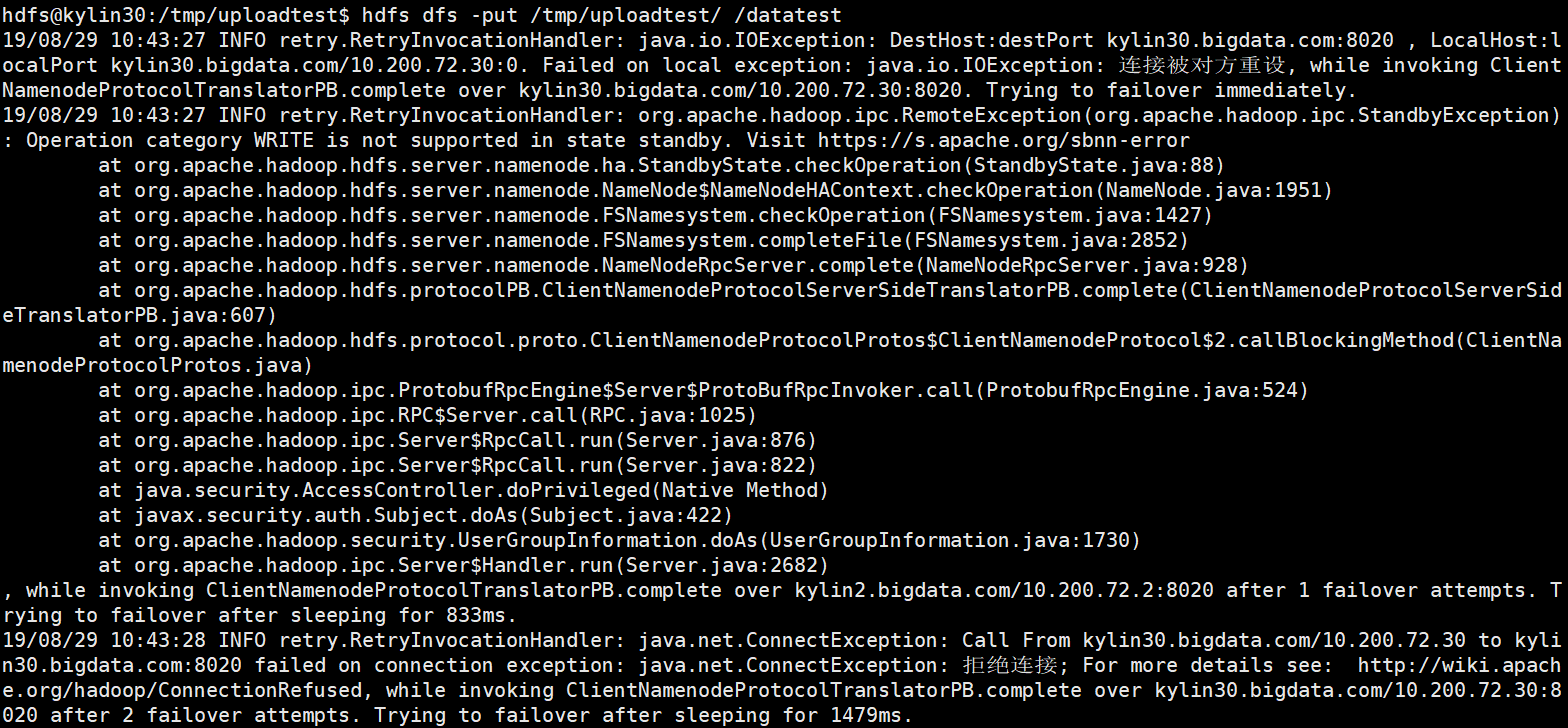 hdfs@kylin30:/tmp/uploadtest$ hdfs dfs -put /tmp/uploadtest/ /datatest
19/08/29 10:43:27 INFO retry.RetryInvocationHandler: java.io.IOException: DestHost:destPort kylin30.bigdata.com:8020 , LocalHost:l
ocalPort kylin30.bigdata.com/10.200.72.30:0. Failed on local exception: java.io.IOException: 连接被对方重设, while invoking Client
NamenodeProtocolTranslatorPB.complete over kylin30.bigdata.com/10.200.72.30:8020. Trying to failover immediately.
19/08/29 10:43:27 INFO retry.RetryInvocationHandler: org.apache.hadoop.ipc.RemoteException(org.apache.hadoop.ipc.StandbyException)
: Operation category WRITE is not supported in state standby. Visit https://s.apache.org/sbnn-error
        at org.apache.hadoop.hdfs.server.namenode.ha.StandbyState.checkOperation(StandbyState.java:88)
        at org.apache.hadoop.hdfs.server.namenode.NameNode$NameNodeHAContext.checkOperation(NameNode.java:1951)
        at org.apache.hadoop.hdfs.server.namenode.FSNamesystem.checkOperation(FSNamesystem.java:1427)
        at org.apache.hadoop.hdfs.server.namenode.FSNamesystem.completeFile(FSNamesystem.java:2852)
        at org.apache.hadoop.hdfs.server.namenode.NameNodeRpcServer.complete(NameNodeRpcServer.java:928)
        at org.apache.hadoop.hdfs.protocolPB.ClientNamenodeProtocolServerSideTranslatorPB.complete(ClientNamenodeProtocolServerSid
eTranslatorPB.java:607)
        at org.apache.hadoop.hdfs.protocol.proto.ClientNamenodeProtocolProtos$ClientNamenodeProtocol$2.callBlockingMethod(ClientNa
menodeProtocolProtos.java)
        at org.apache.hadoop.ipc.ProtobufRpcEngine$Server$ProtoBufRpcInvoker.call(ProtobufRpcEngine.java:524)
        at org.apache.hadoop.ipc.RPC$Server.call(RPC.java:1025)
        at org.apache.hadoop.ipc.Server$RpcCall.run(Server.java:876)
        at org.apache.hadoop.ipc.Server$RpcCall.run(Server.java:822)
        at java.security.AccessController.doPrivileged(Native Method)
        at javax.security.auth.Subject.doAs(Subject.java:422)
        at org.apache.hadoop.security.UserGroupInformation.doAs(UserGroupInformation.java:1730)
        at org.apache.hadoop.ipc.Server$Handler.run(Server.java:2682)
, while invoking ClientNamenodeProtocolTranslatorPB.complete over kylin2.bigdata.com/10.200.72.2:8020 after 1 failover attempts. T
rying to failover after sleeping for 833ms.
19/08/29 10:43:28 INFO retry.RetryInvocationHandler: java.net.ConnectException: Call From kylin30.bigdata.com/10.200.72.30 to kyli
n30.bigdata.com:8020 failed on connection exception: java.net.ConnectException: 拒绝连接; For more details see:  http://wiki.apach
e.org/hadoop/ConnectionRefused, while invoking ClientNamenodeProtocolTranslatorPB.complete over kylin30.bigdata.com/10.200.72.30:8
020 after 2 failover attempts. Trying to failover after sleeping for 1479ms.